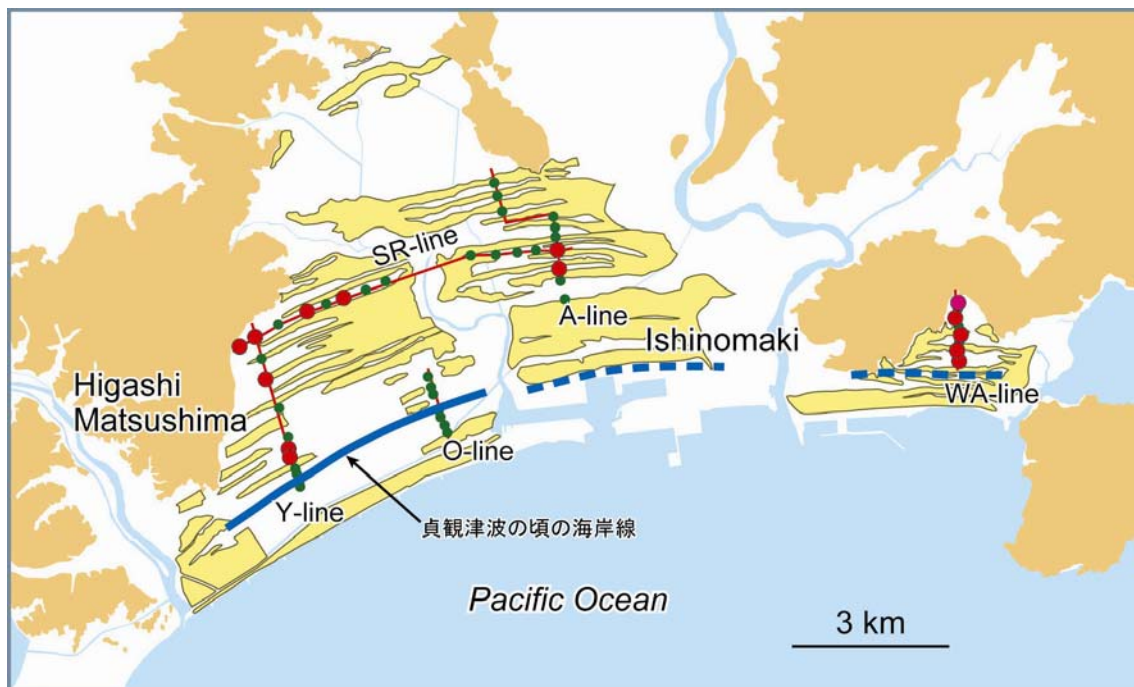 SR-line
A-line
Ishinomaki
Higashi
Matsushima
WA-line
O-line
Y-line
貞観津波の頃の海岸線
Pacific Ocean
3 km